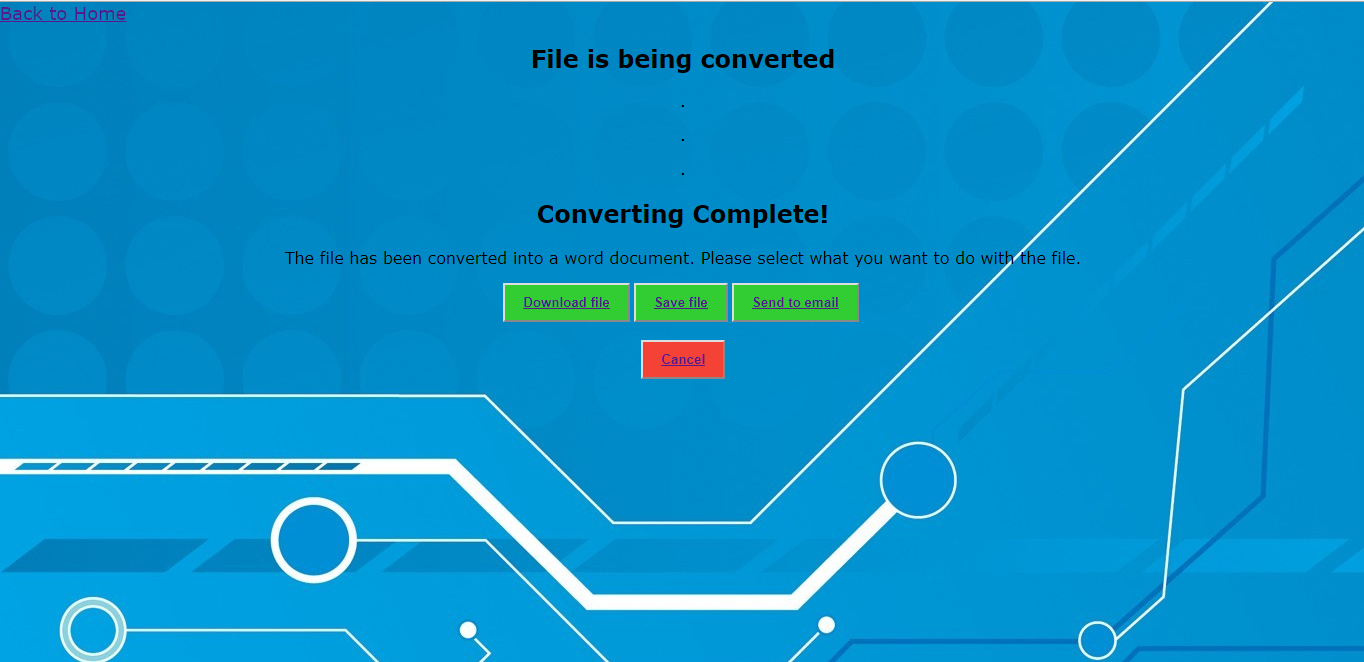 Back to Home
File is being converted
.
.
.
Converting Complete!
The file has been converted into a word document. Please select what you want to do with the file.
Download file Save file Send to email
Cancel